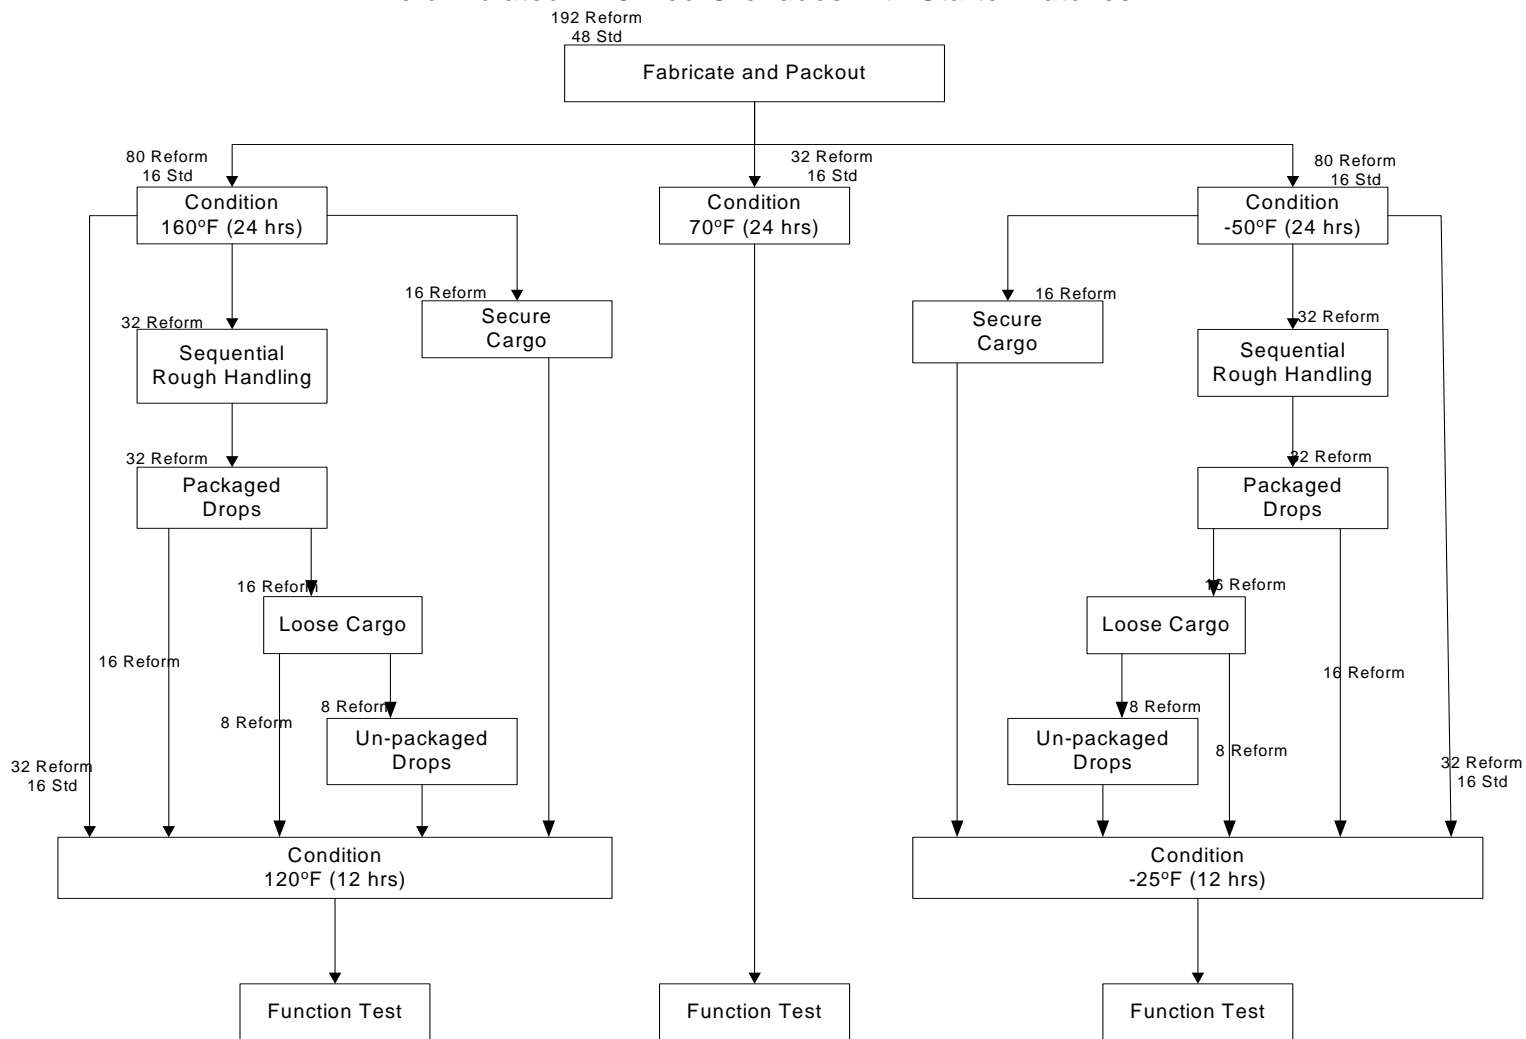 192 Reform
48 Std
Fabricate and Packout
80 Reform
16 Std
32 Reform
16 Std
80 Reform
16 Std
Condition
160ºF (24 hrs)
Condition
70ºF (24 hrs)
Condition
-50ºF (24 hrs)
16 Reform
Secure
Cargo
16 Reform
Secure
Cargo
32 Reform
Sequential
Rough Handling
32 Reform
Sequential
Rough Handling
32 Reform
Packaged
Drops
32 Reform
Packaged
Drops
16 Reform
Loose Cargo
16 Reform
Loose Cargo
16 Reform
16 Reform
8 Reform
8 Reform
Un-packaged
Drops
8 Reform
Un-packaged
Drops
8 Reform
32 Reform
16 Std
32 Reform
16 Std
Condition
120ºF (12 hrs)
Condition
-25ºF (12 hrs)
Function Test
Function Test
Function Test